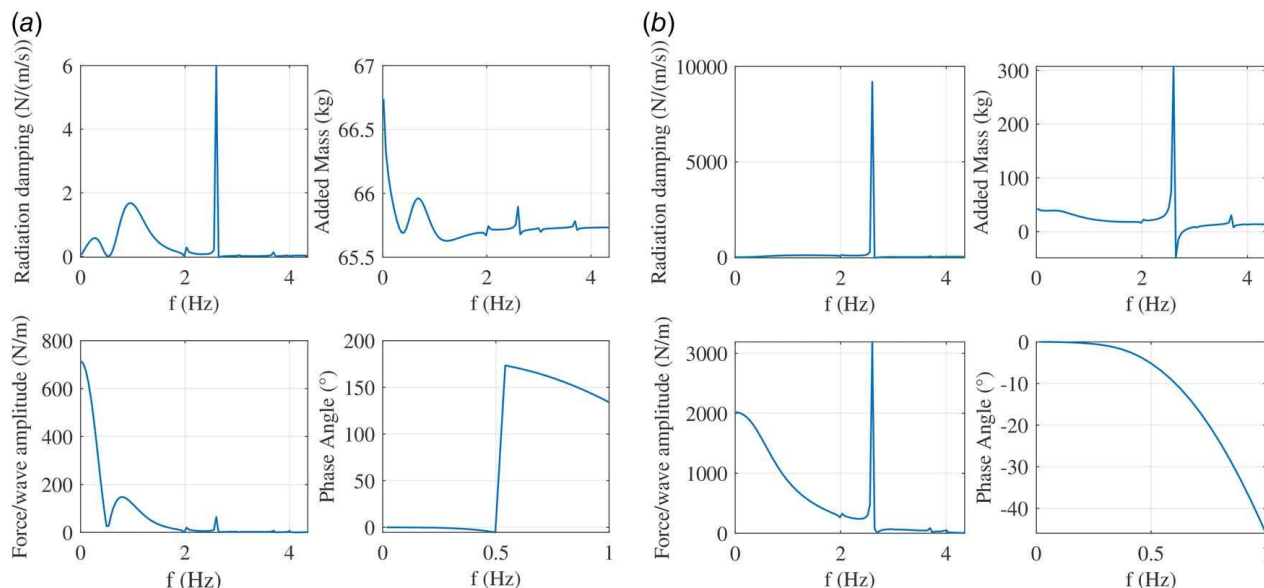 (a)
Radiation damping (N/(m/s))
6
4
2
0
0 2 4
f (Hz)
Added Mass (kg)
67
66.5
66
65.5
0 2 4
f (Hz)
Force/wave amplitude (N/m)
800
600
400
200
0
0 2 4
f (Hz)
Phase Angle (°)
200
150
100
50
0
0 0.5 1
f (Hz)
(b)
Radiation damping (N/(m/s))
10000
5000
0
0 2 4
f (Hz)
Added Mass (kg)
300
200
100
0
0 2 4
f (Hz)
Force/wave amplitude (N/m)
3000
2000
1000
0
0 2 4
f (Hz)
Phase Angle (°)
0
-10
-20
-30
-40
0 0.5 1
f (Hz)